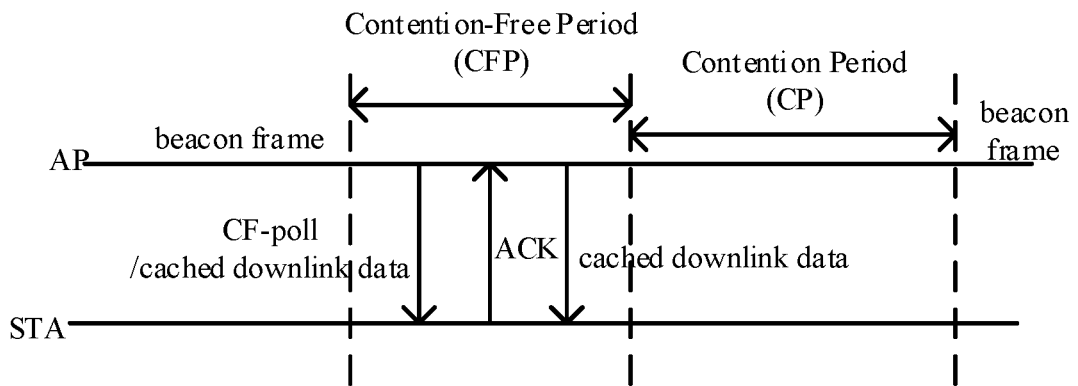 Contention-Free Period
(CFP)
Contention Period
(CP)
beacon frame
beacon
frame
AP
CF-poll
/cached downlink data
ACK
cached downlink data
STA